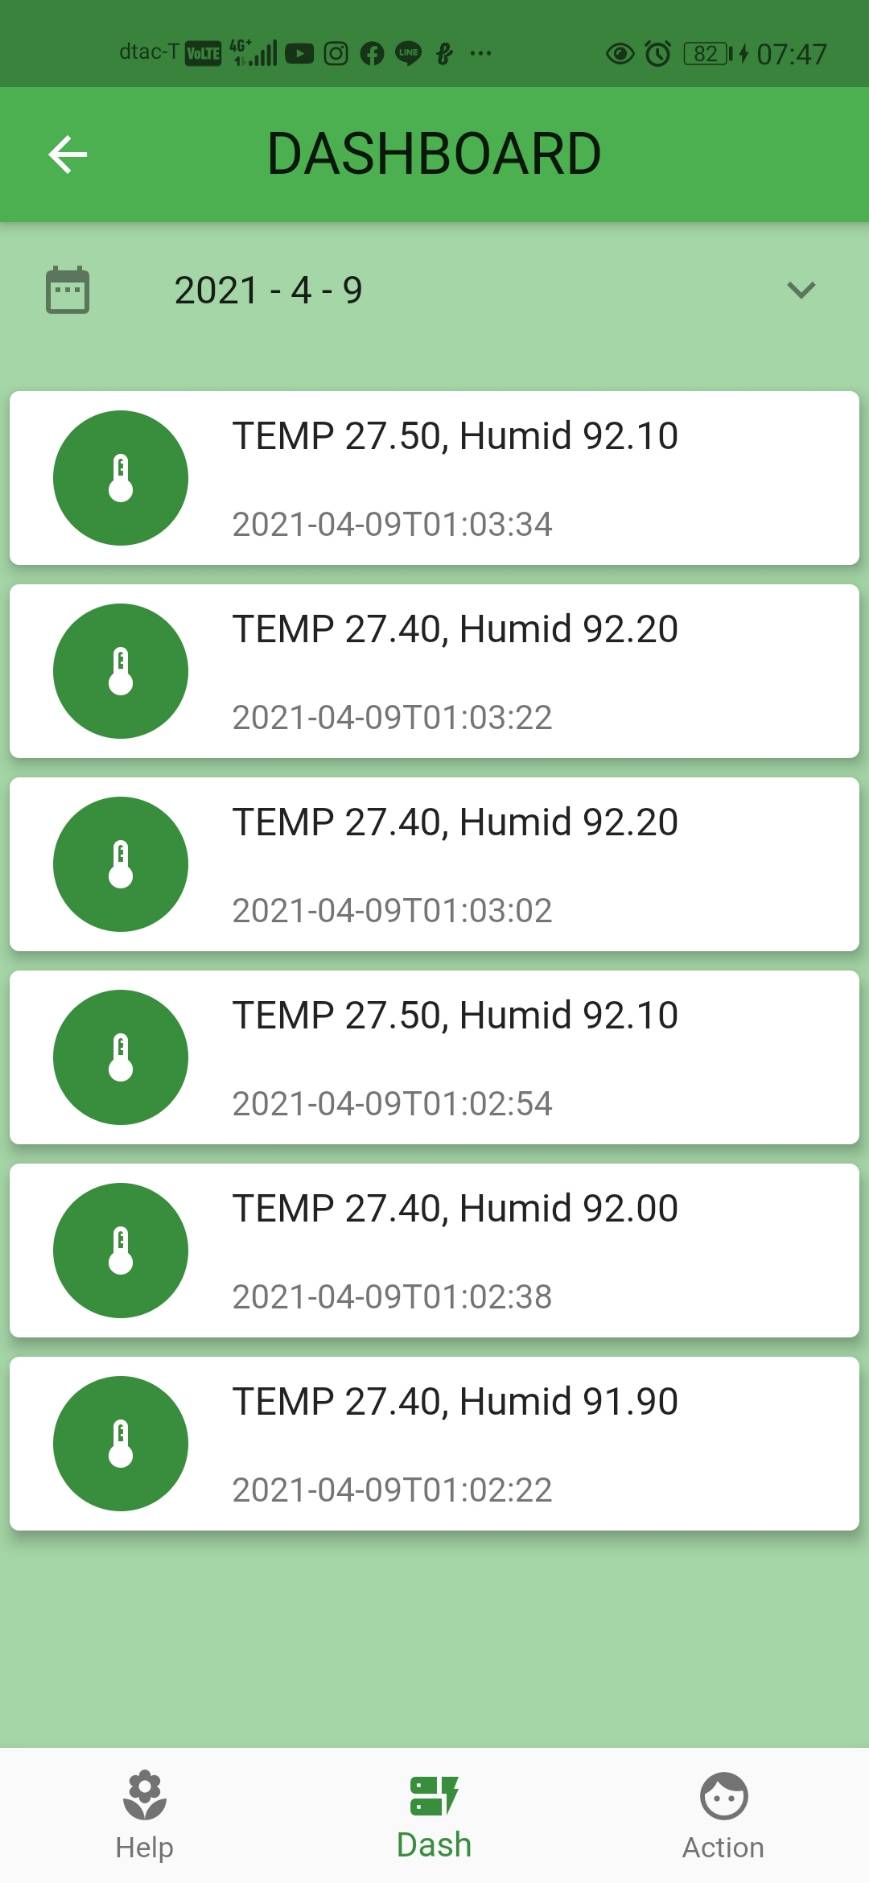 dtac-T VoLTE 4G+ LINE 82 07:47
DASHBOARD
2021 - 4 - 9
TEMP 27.50, Humid 92.10
2021-04-09T01:03:34
TEMP 27.40, Humid 92.20
2021-04-09T01:03:22
TEMP 27.40, Humid 92.20
2021-04-09T01:03:02
TEMP 27.50, Humid 92.10
2021-04-09T01:02:54
TEMP 27.40, Humid 92.00
2021-04-09T01:02:38
TEMP 27.40, Humid 91.90
2021-04-09T01:02:22
Help Dash Action